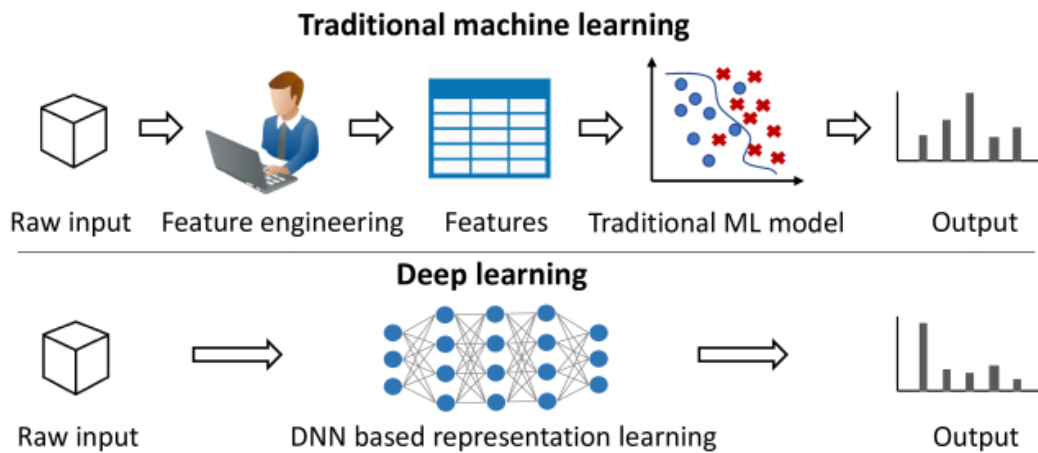 Traditional machine learning
Raw input
Feature engineering
Features
Traditional ML model
Output
Deep learning
Raw input
DNN based representation learning
Output